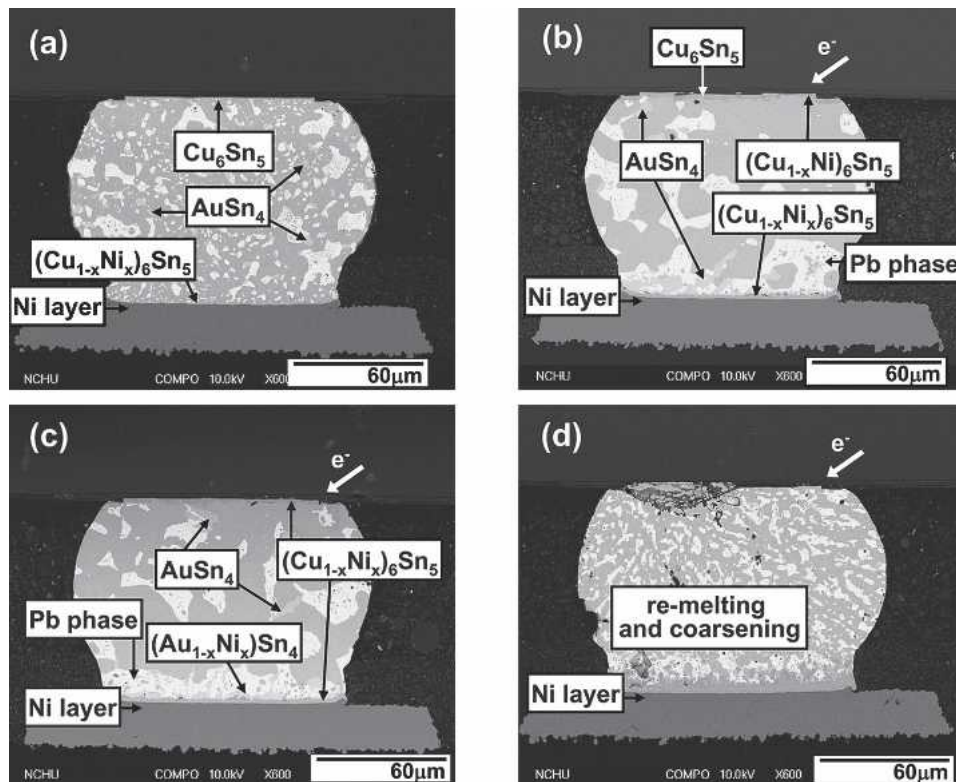 (a)
Cu₆Sn₅
AuSn₄
(Cu₁₋ₓNiₓ)₆Sn₅
Ni layer
60µm
NCHU COMPO 10.0kV X600
(b)
Cu₆Sn₅
e⁻
AuSn₄
(Cu₁₋ₓNi)₆Sn₅
(Cu₁₋ₓNiₓ)₆Sn₅
Pb phase
Ni layer
60µm
NCHU COMPO 10.0kV X600
(c)
e⁻
(Cu₁₋ₓNiₓ)₆Sn₅
AuSn₄
Pb phase
(Au₁₋ₓNiₓ)Sn₄
Ni layer
60µm
NCHU COMPO 10.0kV X600
(d)
e⁻
re-melting
and coarsening
Ni layer
60µm
NCHU COMPO 10.0kV X600